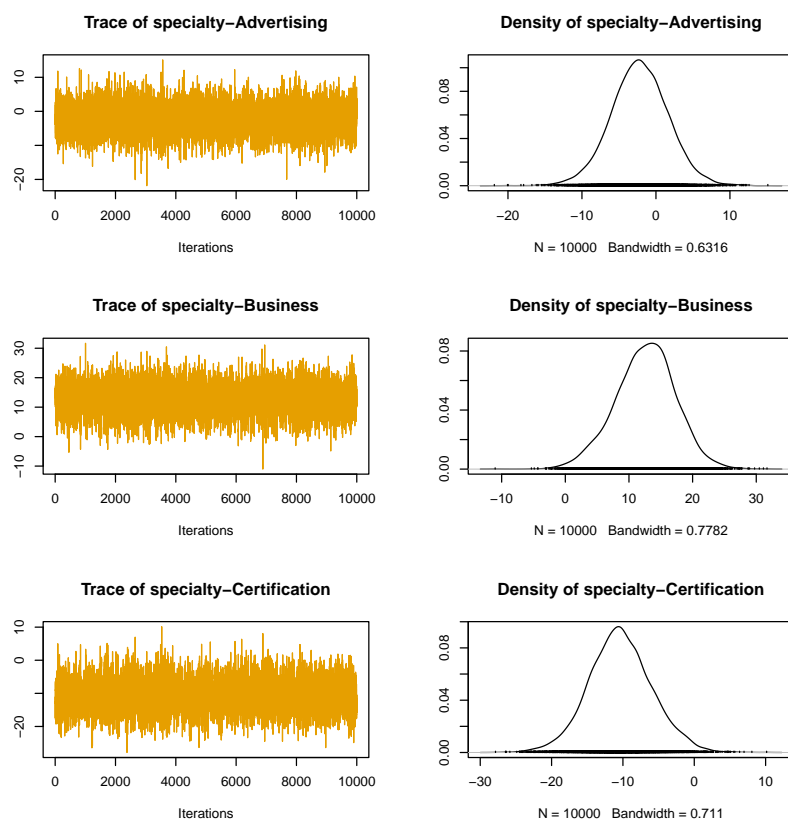 Trace of specialty−Advertising
10
0
−20
0 2000 4000 6000 8000 10000
Iterations
Density of specialty−Advertising
0.08
0.04
0.00
−20 −10 0 10
N = 10000 Bandwidth = 0.6316
Trace of specialty−Business
30
20
10
0
−10
0 2000 4000 6000 8000 10000
Iterations
Density of specialty−Business
0.08
0.04
0.00
−10 0 10 20 30
N = 10000 Bandwidth = 0.7782
Trace of specialty−Certification
10
0
−20
0 2000 4000 6000 8000 10000
Iterations
Density of specialty−Certification
0.08
0.04
0.00
−30 −20 −10 0 10
N = 10000 Bandwidth = 0.711